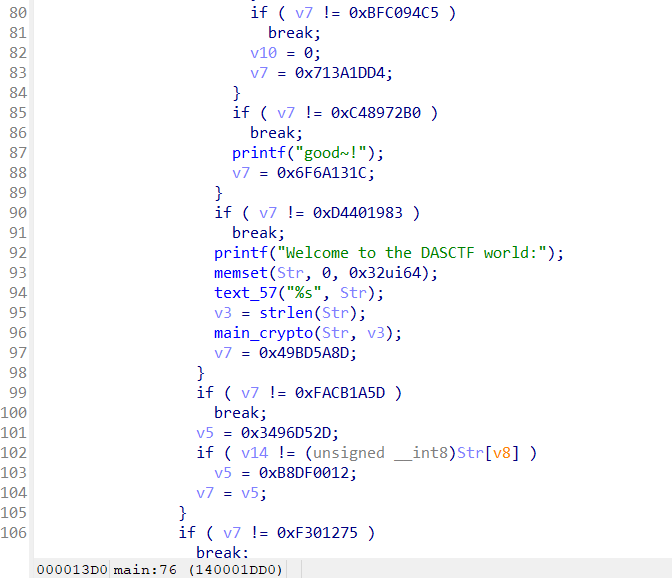 80 if ( v7 != 0xBFC094C5 )
81 break;
82 v10 = 0;
83 v7 = 0x713A1DD4;
84 }
85 if ( v7 != 0xC48972B0 )
86 break;
87 printf("good~!");
88 v7 = 0x6F6A131C;
89 }
90 if ( v7 != 0xD4401983 )
91 break;
92 printf("Welcome to the DASCTF world:");
93 memset(Str, 0, 0x32ui64);
94 text_57("%s", Str);
95 v3 = strlen(Str);
96 main_crypto(Str, v3);
97 v7 = 0x49BD5A8D;
98 }
99 if ( v7 != 0xFACB1A5D )
100 break;
101 v5 = 0x3496D52D;
102 if ( v14 != (unsigned __int8)Str[v8] )
103 v5 = 0xB8DF0012;
104 v7 = v5;
105 }
106 if ( v7 != 0xF301275 )
break;
000013D0 main:76 (140001DD0)